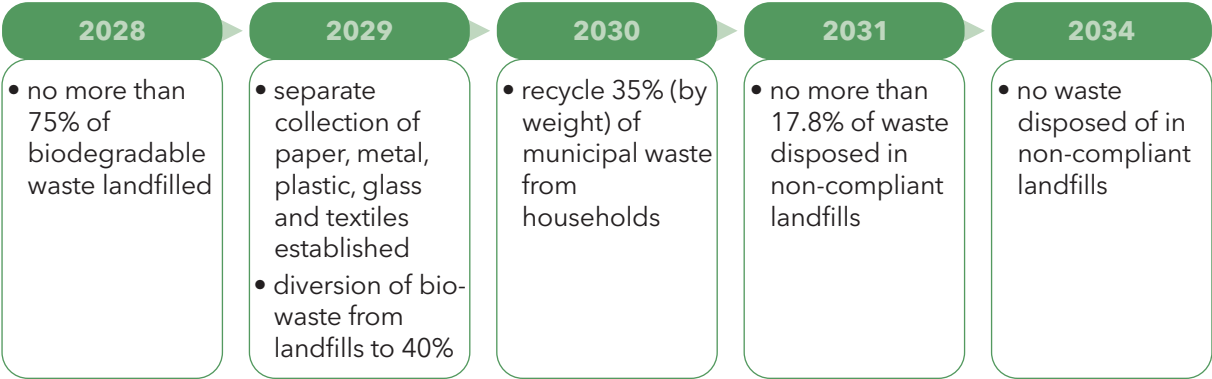 2028
• no more than
75% of
biodegradable
waste landfilled
2029
• separate
collection of
paper, metal,
plastic, glass
and textiles
established
• diversion of bio-
waste from
landfills to 40%
2030
• recycle 35% (by
weight) of
municipal waste
from
households
2031
• no more than
17.8% of waste
disposed in
non-compliant
landfills
2034
• no waste
disposed of in
non-compliant
landfills